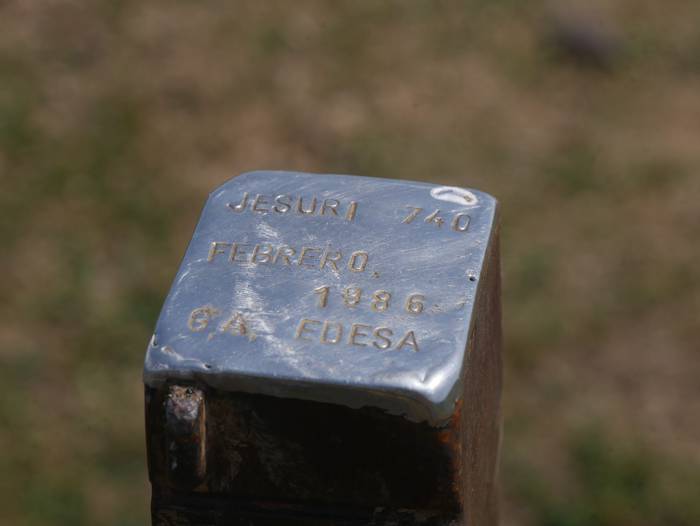 JESURI 740
FEBRERO.
1986
G.A. EDESA